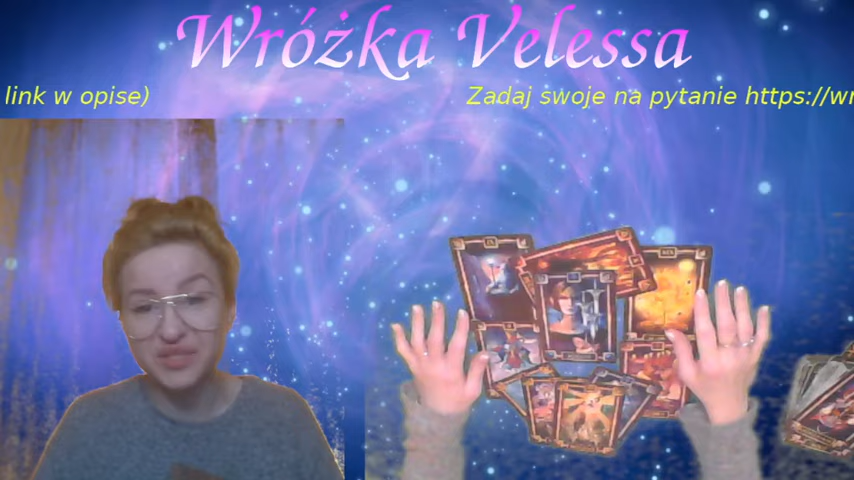 Wróżka Velessa
link w opise)
Zadaj swoje na pytanie https://wr